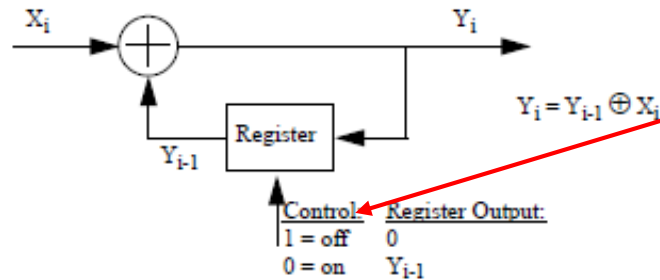 Xi
Yi
Yi = Yi-1 ⊕ Xi
Register
Yi-1
Control: Register Output:
1 = off 0
0 = on Yi-1